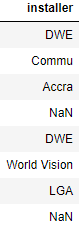 installer
DWE
Commu
Accra
NaN
DWE
World Vision
LGA
NaN